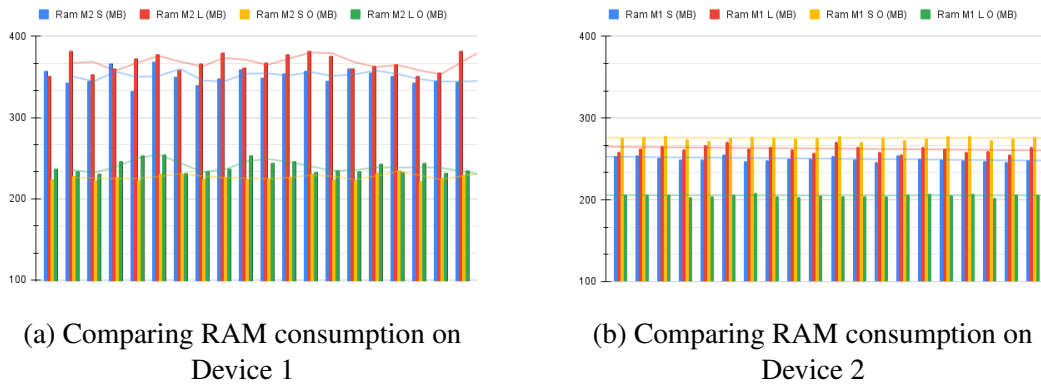 Ram M2 S (MB) Ram M2 L (MB) Ram M2 S O (MB) Ram M2 L O (MB)
400
300
200
100
(a) Comparing RAM consumption on
Device 1
Ram M1 S (MB) Ram M1 L (MB) Ram M1 S O (MB) Ram M1 L O (MB)
400
300
200
100
(b) Comparing RAM consumption on
Device 2